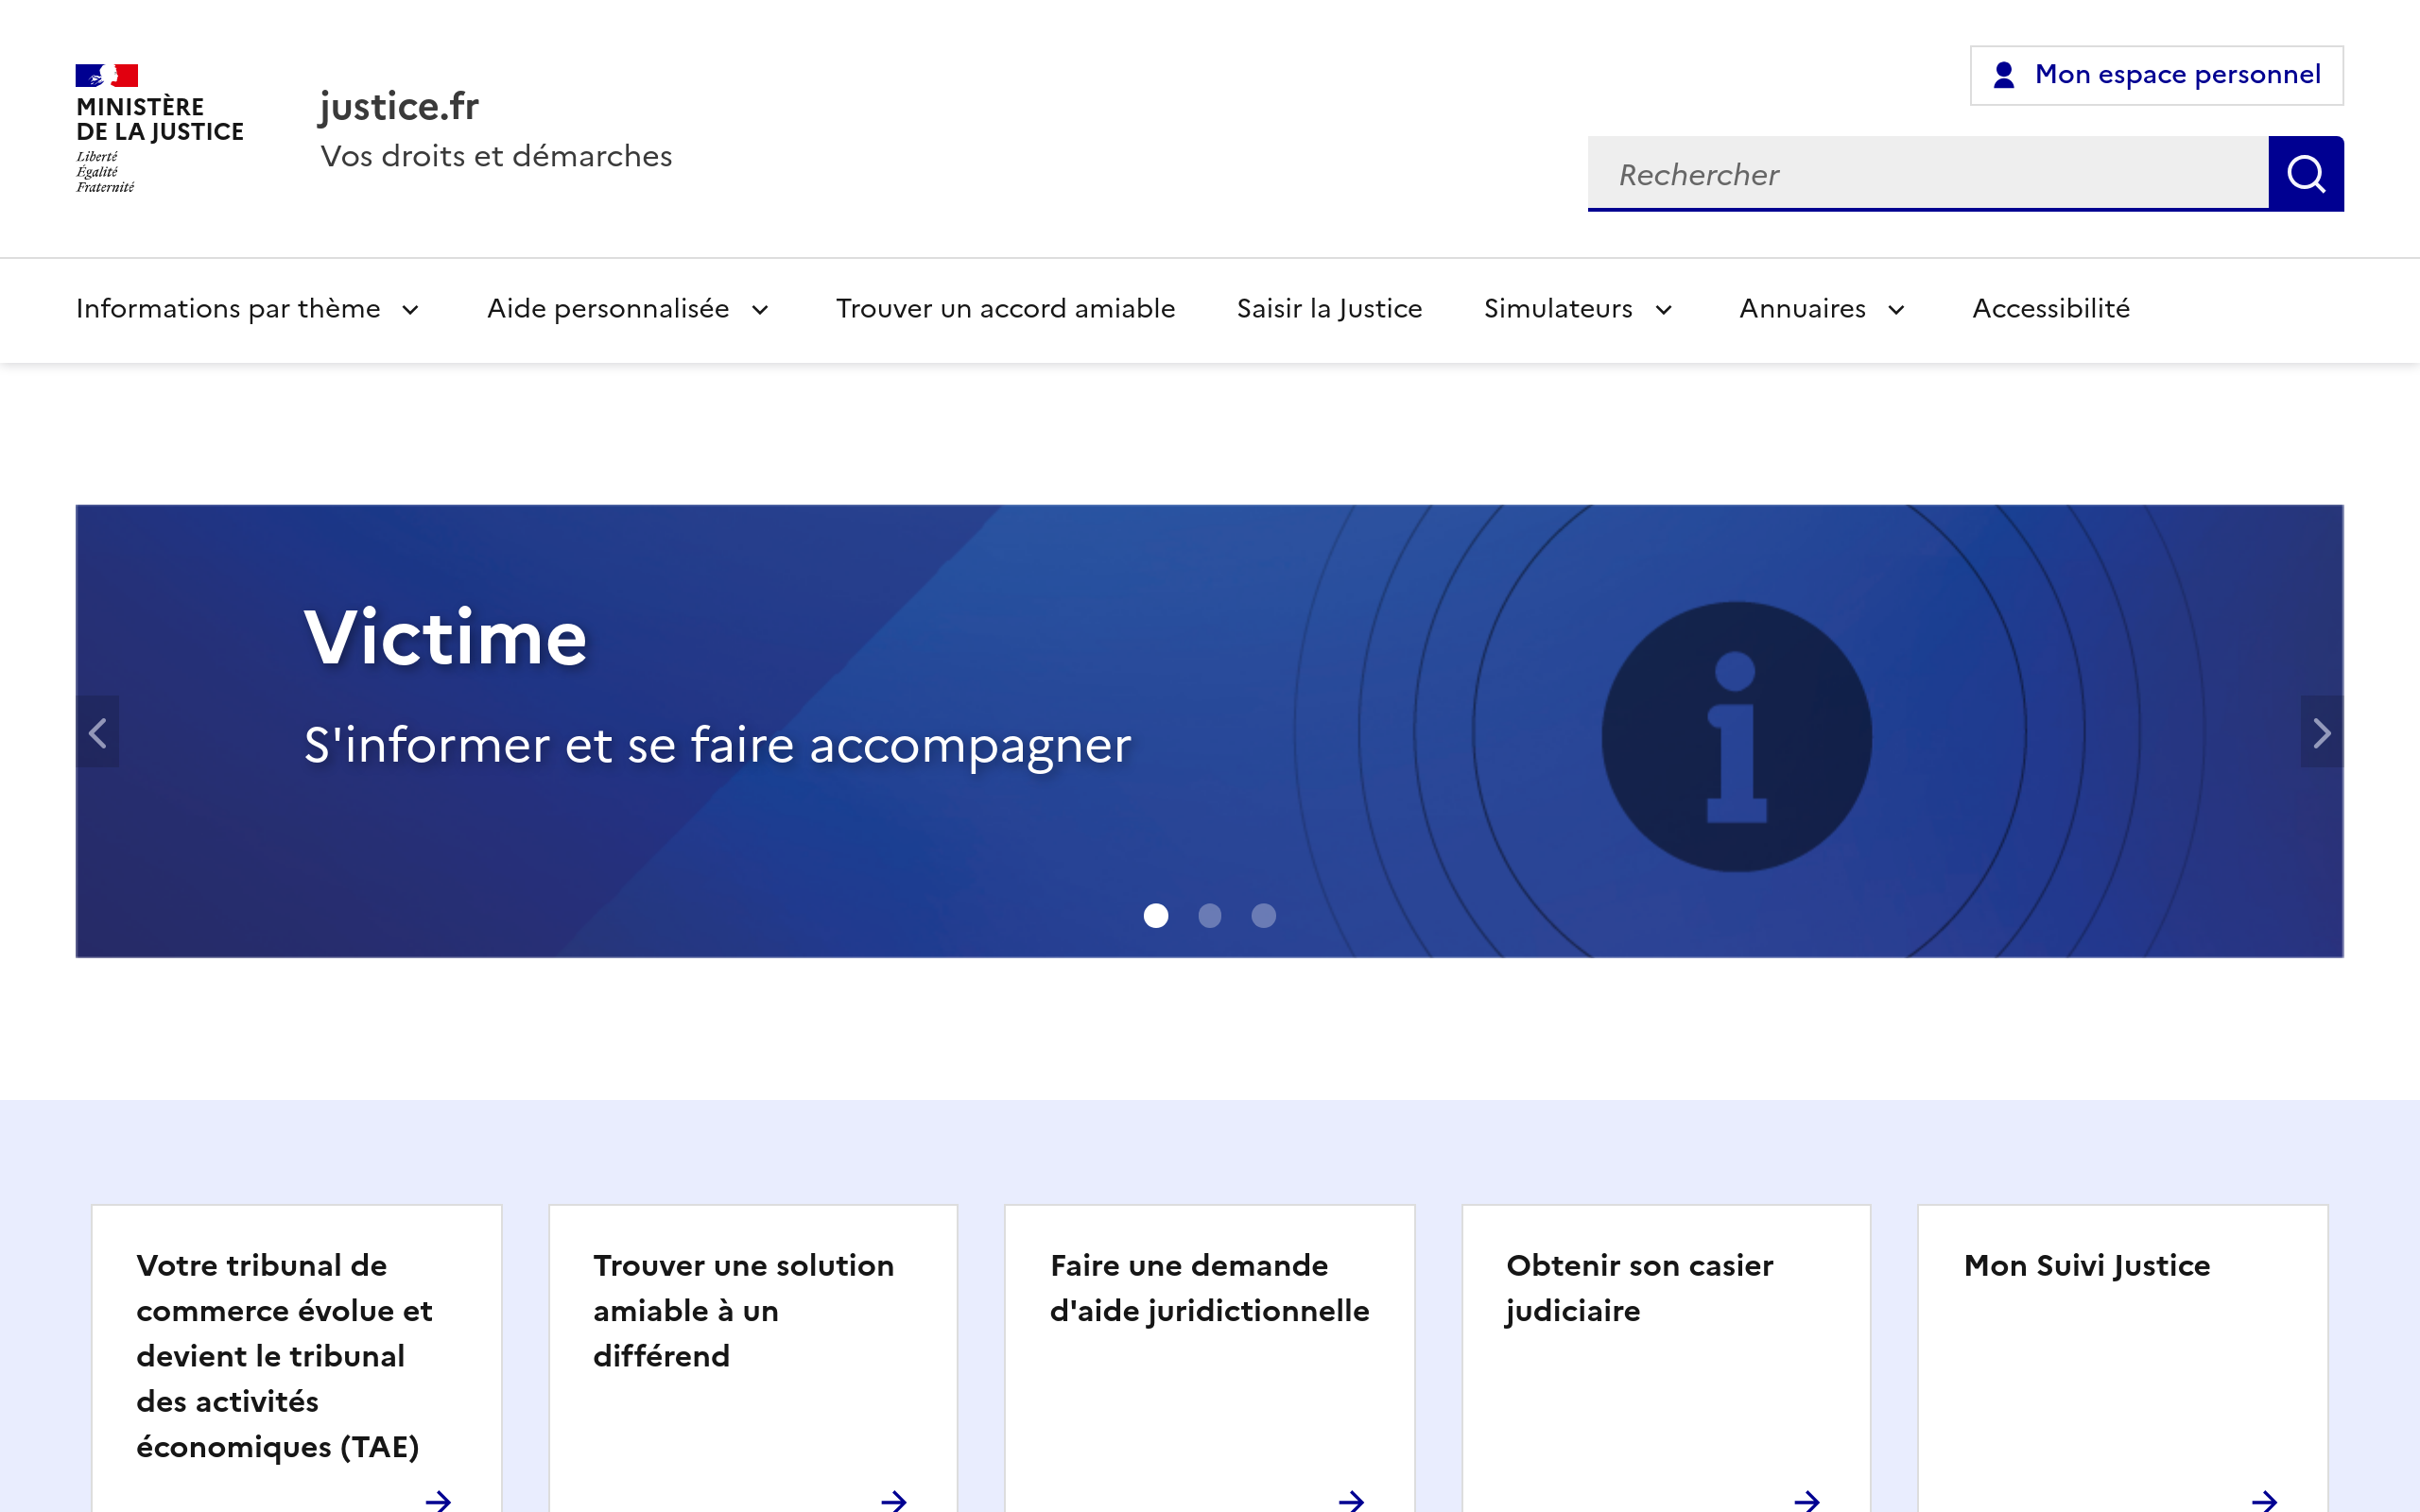 MINISTÈRE
DE LA JUSTICE
Liberté
Égalité
Fraternité
justice.fr
Vos droits et démarches
Mon espace personnel
Rechercher
Informations par thème
Aide personnalisée
Trouver un accord amiable
Saisir la Justice
Simulateurs
Annuaires
Accessibilité
Victime
S'informer et se faire accompagner
Votre tribunal de
commerce évolue et
devient le tribunal
des activités
économiques (TAE)
Trouver une solution
amiable à un
différend
Faire une demande
d'aide juridictionnelle
Obtenir son casier
judiciaire
Mon Suivi Justice